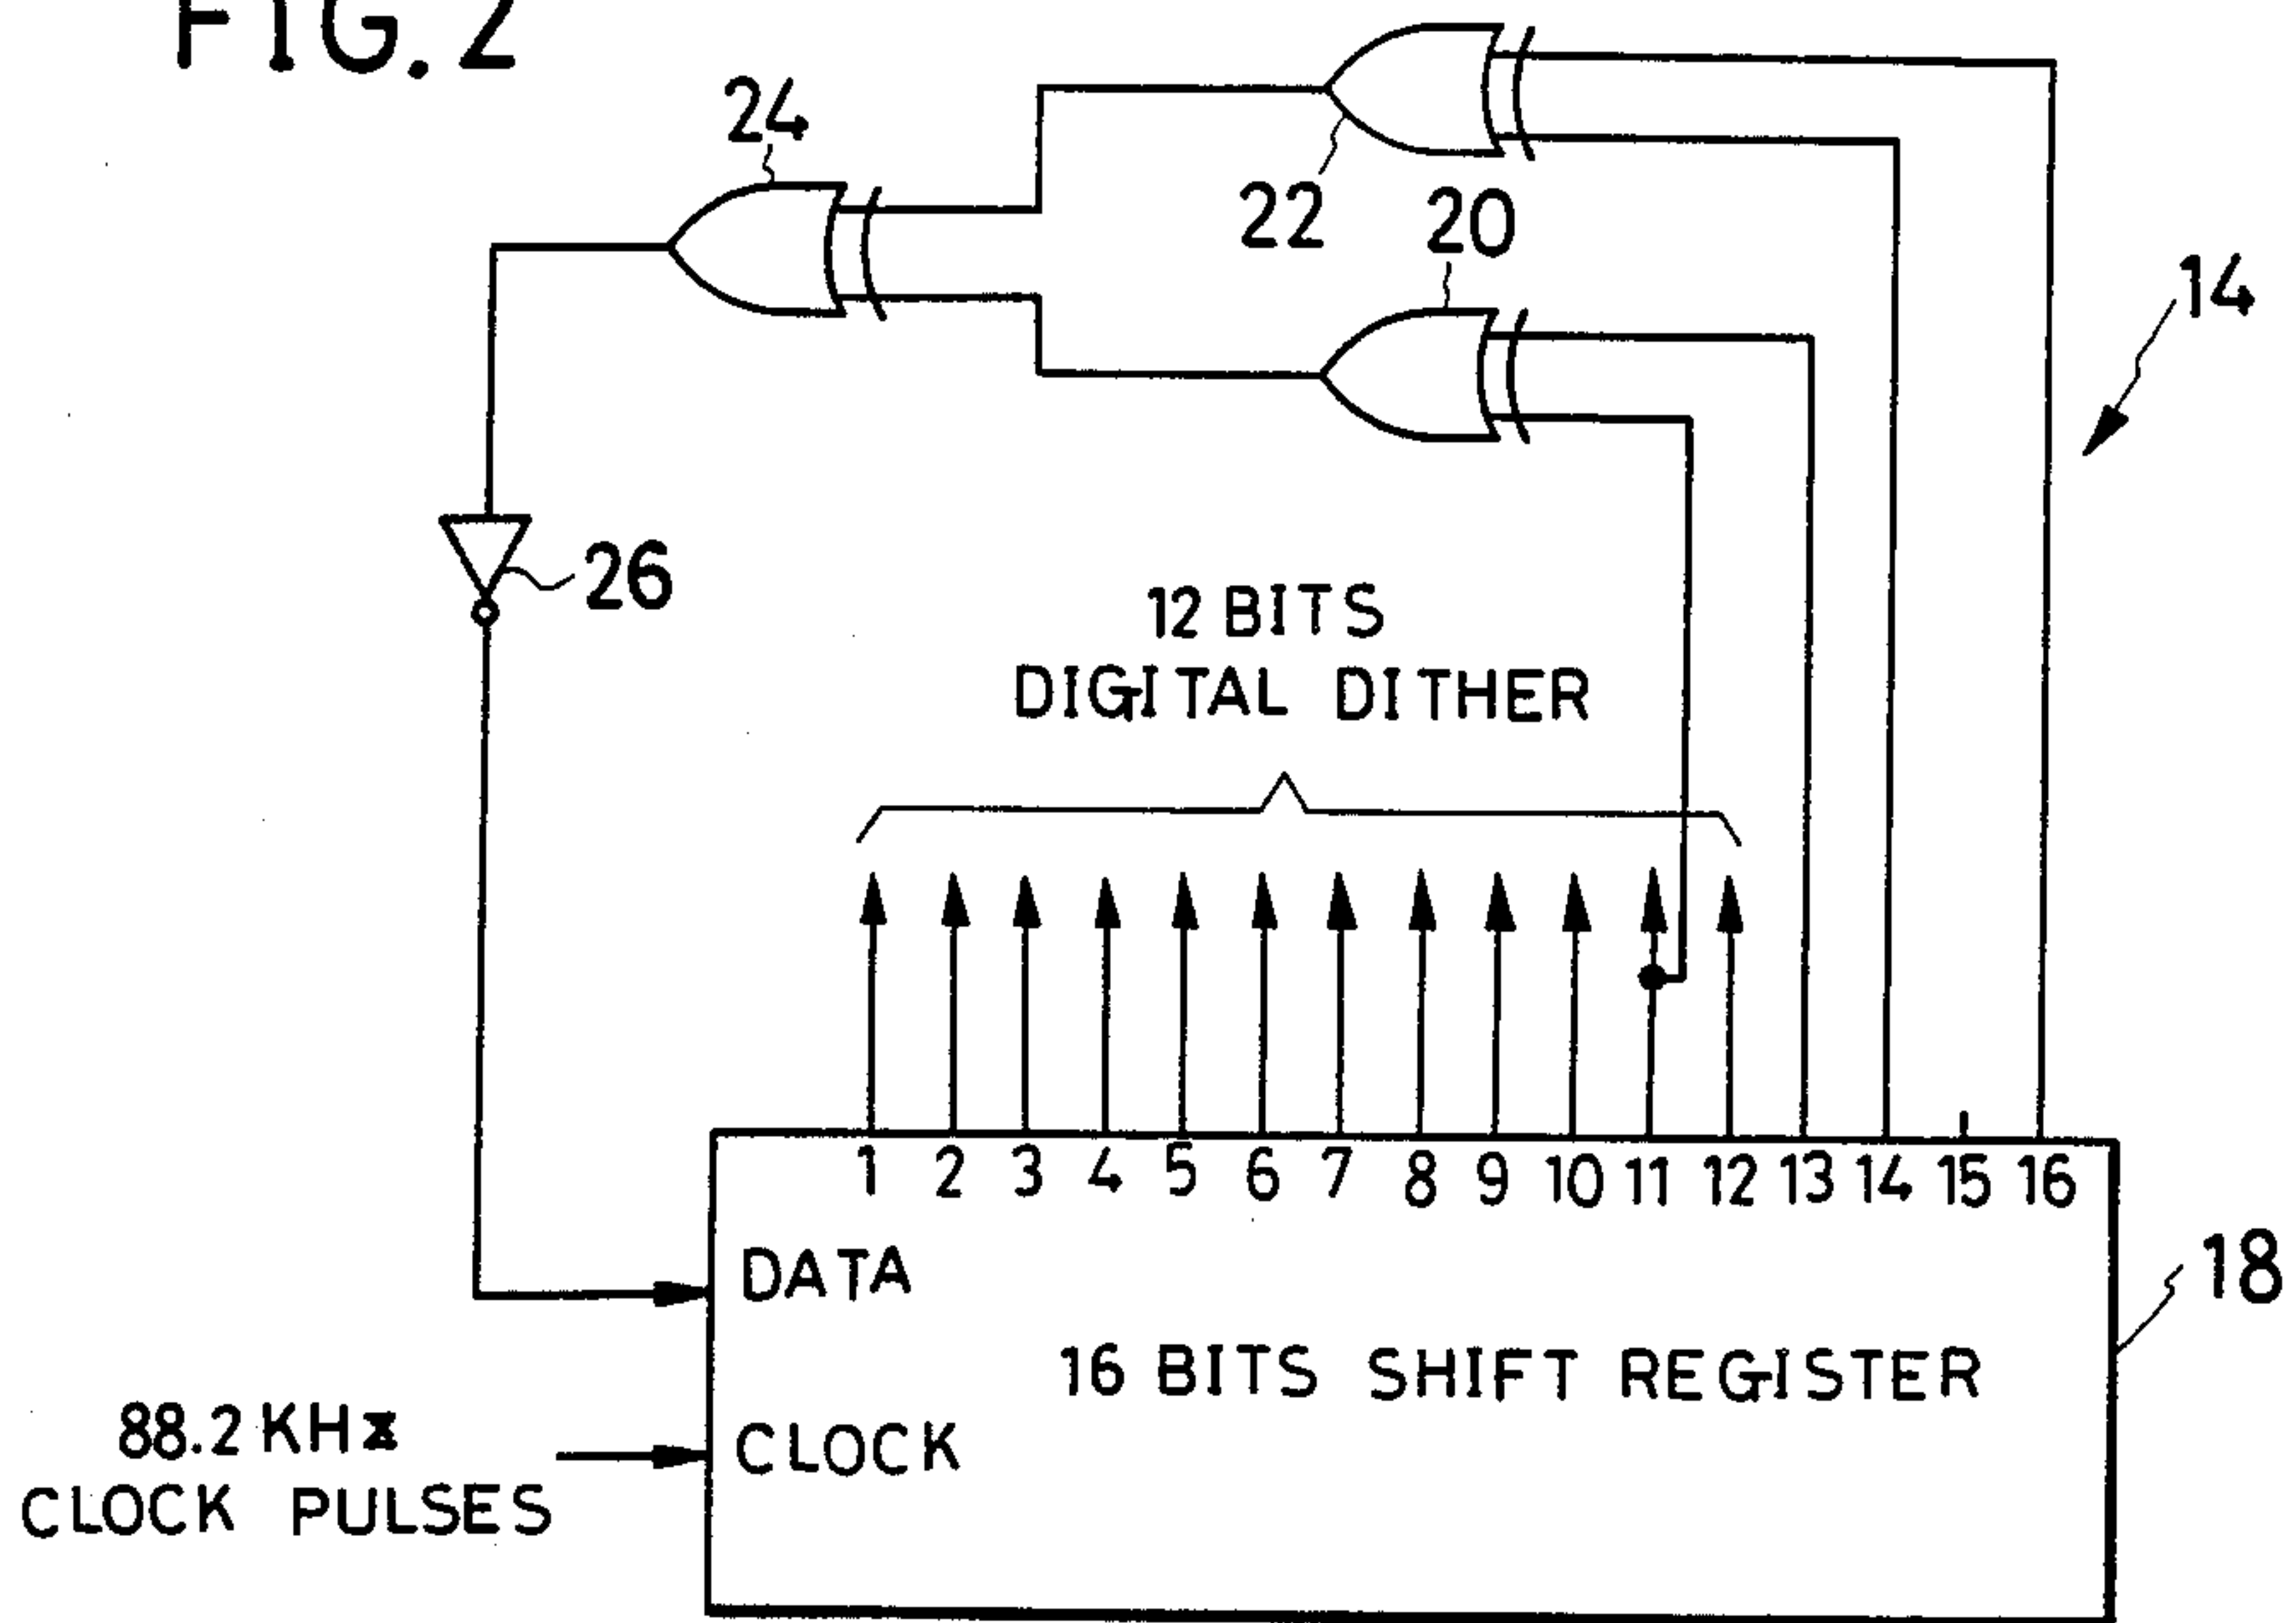 FIG. 2
24
22
20
14
26
12 BITS
DIGITAL DITHER
1 2 3 4 5 6 7 8 9 10 11 12 13 14 15 16
DATA
18
16 BITS SHIFT REGISTER
88.2 KHz
CLOCK PULSES
CLOCK